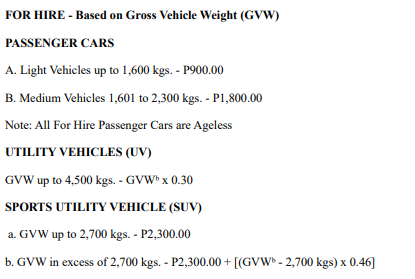 FOR HIRE - Based on Gross Vehicle Weight (GVW)
PASSENGER CARS
A. Light Vehicles up to 1,600 kgs. - P900.00
B. Medium Vehicles 1,601 to 2,300 kgs. - P1,800.00
Note: All For Hire Passenger Cars are Ageless
UTILITY VEHICLES (UV)
GVW up to 4,500 kgs. - GVWᵇ x 0.30
SPORTS UTILITY VEHICLE (SUV)
a. GVW up to 2,700 kgs. - P2,300.00
b. GVW in excess of 2,700 kgs. - P2,300.00 + [(GVWᵇ - 2,700 kgs) x 0.46]